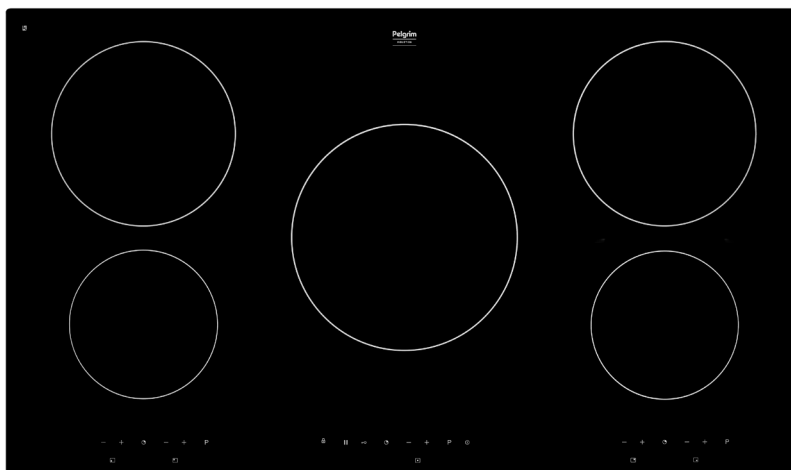 Pelgrim
− + − + P
− + P
− + − + P